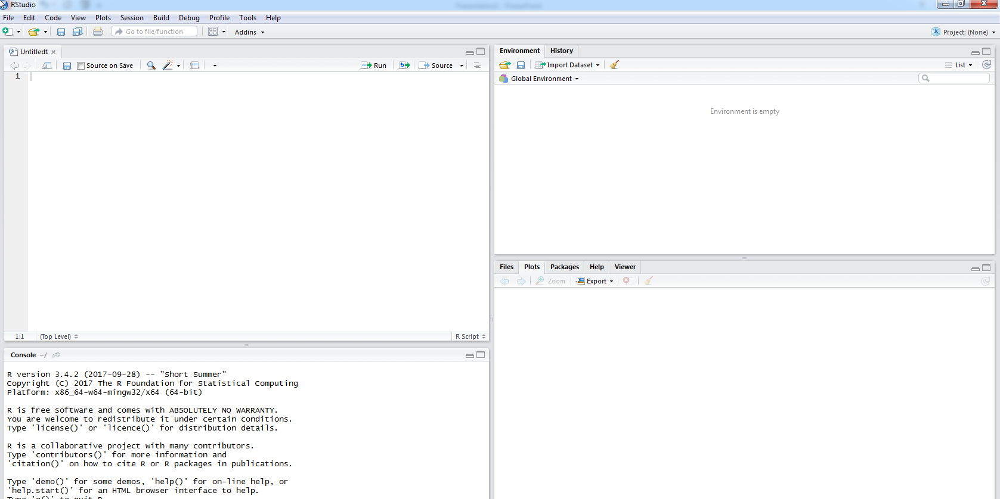 RStudio
File Edit Code View Plots Session Build Debug Profile Tools Help
Go to file/function Addins Project: (None)
Untitled1
Source on Save Run Source
1
1:1 (Top Level) R Script
Console ~/
R version 3.4.2 (2017-09-28) -- "Short Summer"
Copyright (C) 2017 The R Foundation for Statistical Computing
Platform: x86_64-w64-mingw32/x64 (64-bit)
R is free software and comes with ABSOLUTELY NO WARRANTY.
You are welcome to redistribute it under certain conditions.
Type 'license()' or 'licence()' for distribution details.
R is a collaborative project with many contributors.
Type 'contributors()' for more information and
'citation()' on how to cite R or R packages in publications.
Type 'demo()' for some demos, 'help()' for on-line help, or
'help.start()' for an HTML browser interface to help.
Type 'q()' to quit R.
Environment History
Import Dataset List
Global Environment
Environment is empty
Files Plots Packages Help Viewer
Zoom Export